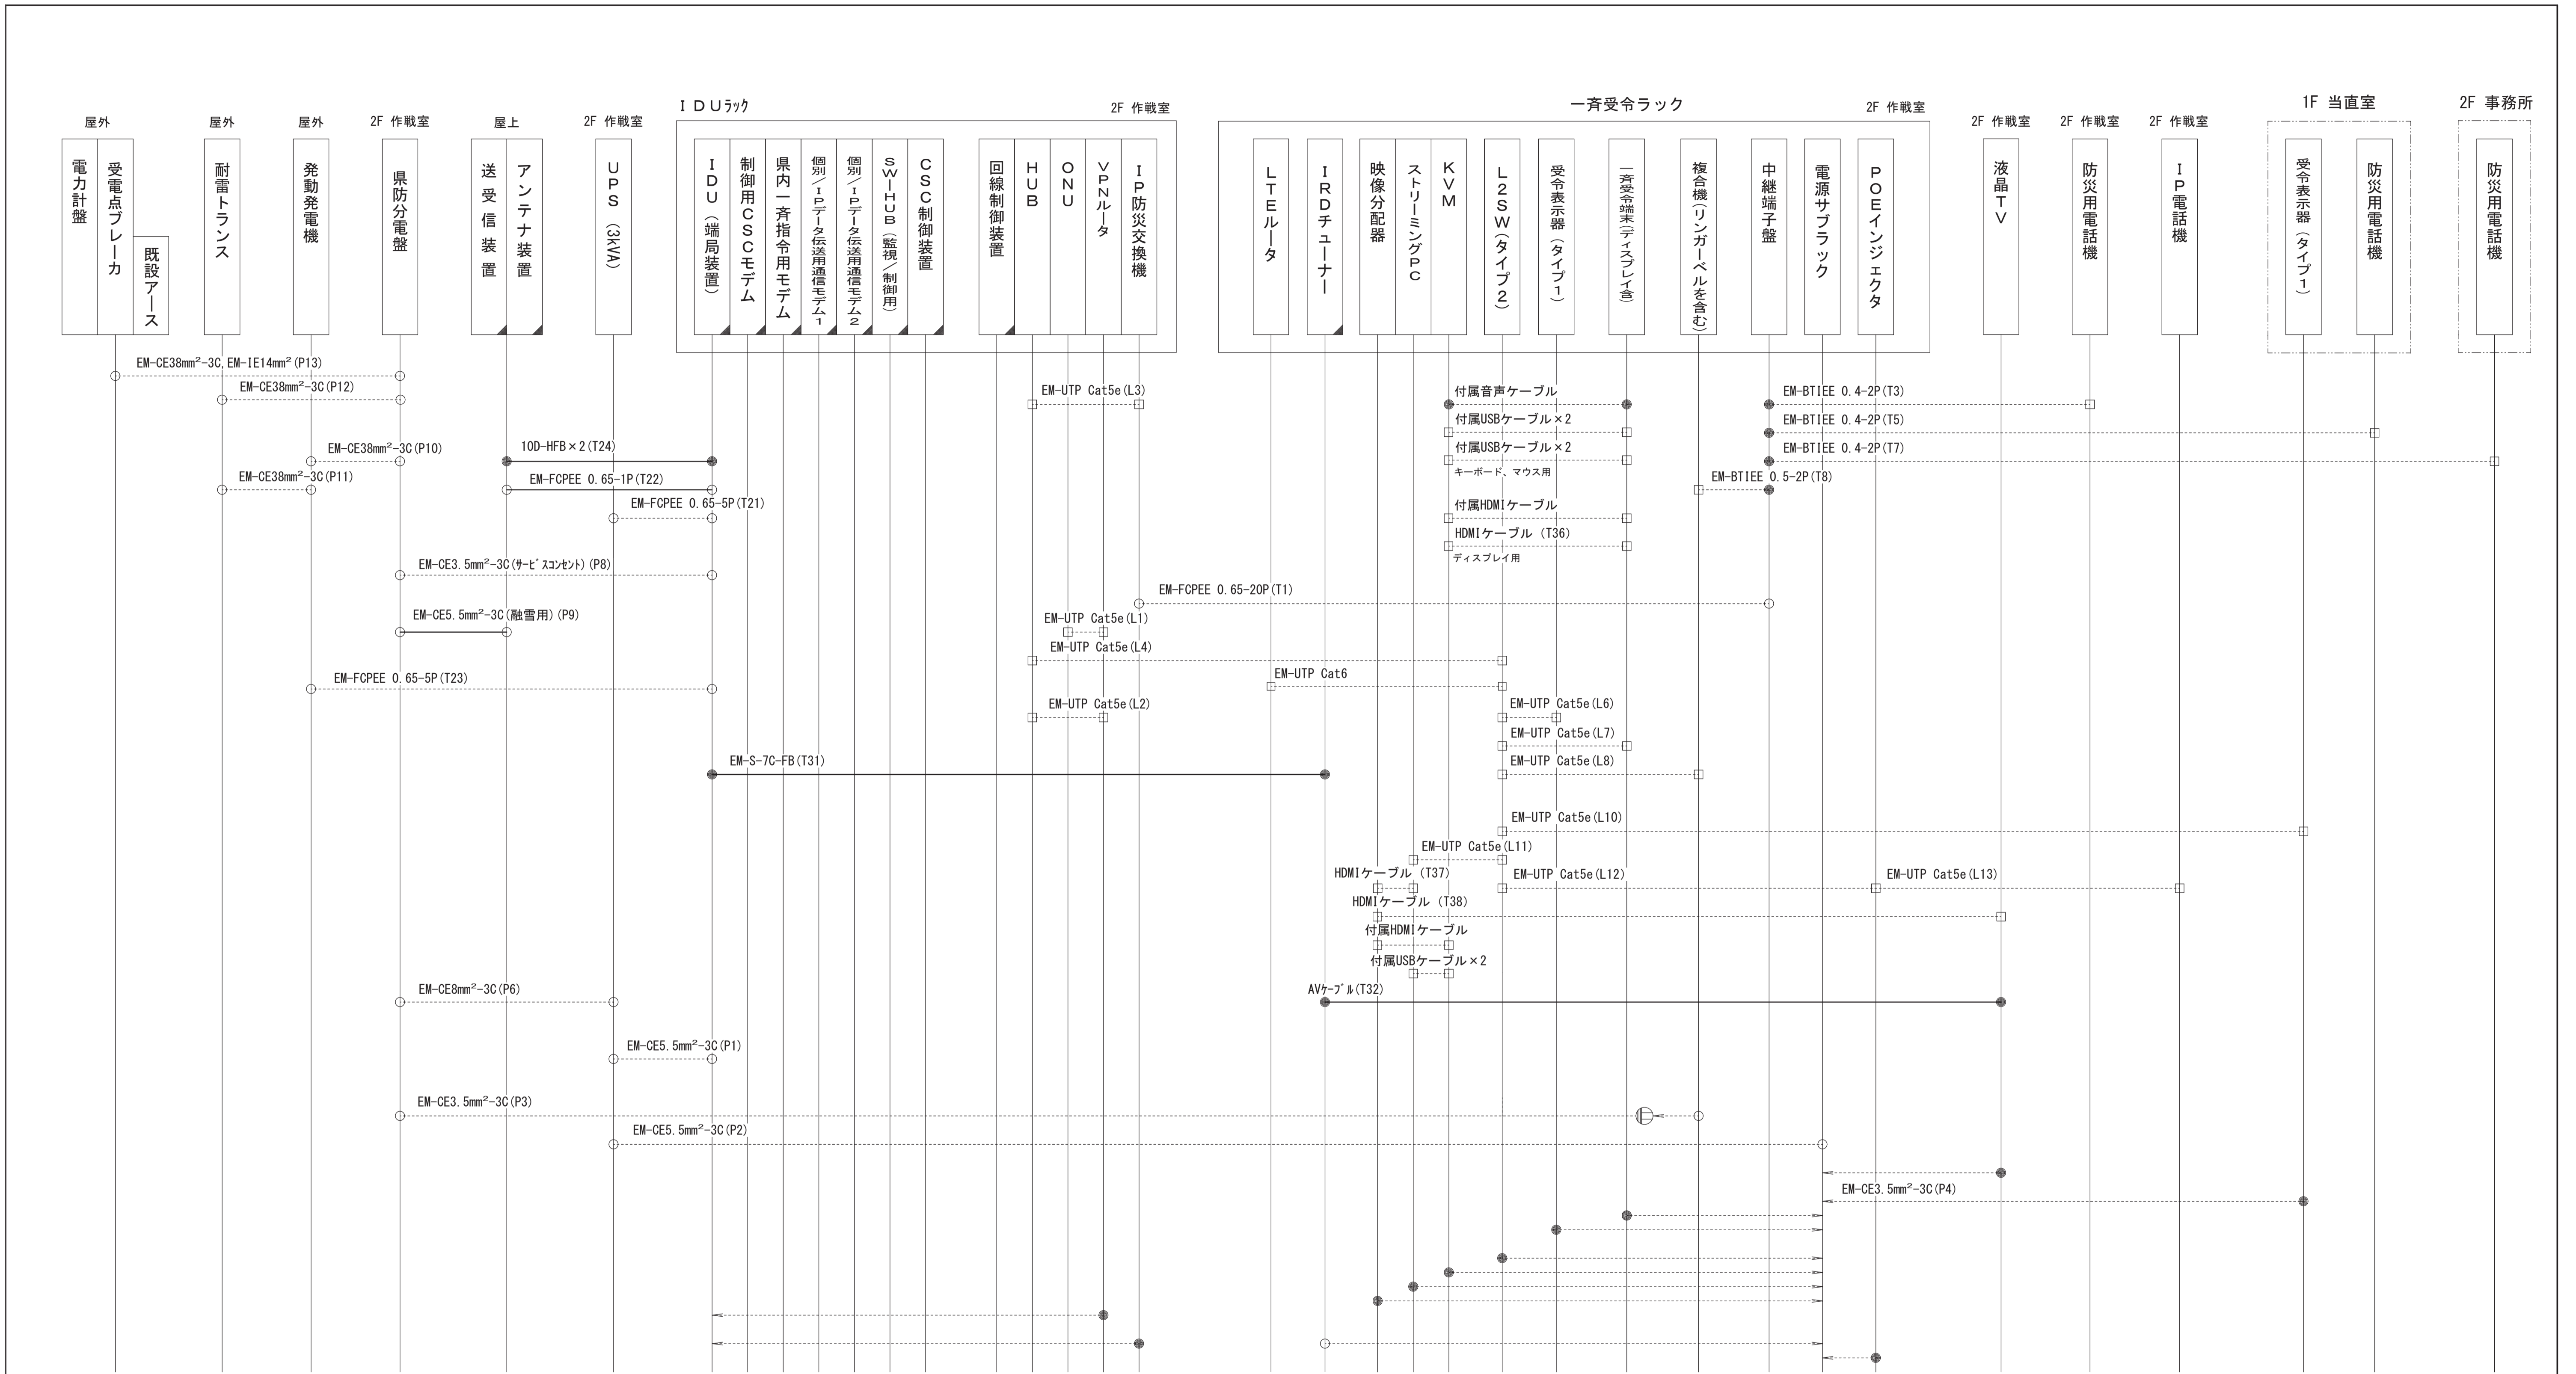 IDUラック
一斉受令ラック
1F 当直室
2F 事務所
2F 作戦室
2F 作戦室
屋外
屋外
屋外
2F 作戦室
屋上
2F 作戦室
2F 作戦室
2F 作戦室
2F 作戦室
電力計盤
受電点ブレーカ
既設アース
耐雷トランス
発動発電機
県防分電盤
送受信装置
アンテナ装置
UPS (3kVA)
IDU (端局装置)
制御用CSCモデム
県内一斉指令用モデム
個別/IPデータ伝送用通信モデム1
個別/IPデータ伝送用通信モデム2
SW-HUB (監視/制御用)
CSC制御装置
回線制御装置
HUB
ONU
VPNルータ
IP防災交換機
LTEルータ
IRDチューナー
映像分配器
ストリーミングPC
KVM
L2SW(タイプ2)
受令表示器 (タイプ1)
一斉受令端末(ディスプレイ含)
複合機(リンガーベルを含む)
中継端子盤
電源サブラック
POEインジェクタ
液晶TV
防災用電話機
IP電話機
受令表示器 (タイプ1)
防災用電話機
防災用電話機
EM-CE38mm²-3C,EM-IE14mm²(P13)
EM-CE38mm²-3C(P12)
EM-UTP Cat5e(L3)
付属音声ケーブル
EM-BTIEE 0.4-2P(T3)
付属USBケーブル×2
EM-BTIEE 0.4-2P(T5)
EM-CE38mm²-3C(P10)
10D-HFB×2(T24)
付属USBケーブル×2
EM-BTIEE 0.4-2P(T7)
キーボード、マウス用
EM-CE38mm²-3C(P11)
EM-FCPEE 0.65-1P(T22)
EM-BTIEE 0.5-2P(T8)
EM-FCPEE 0.65-5P(T21)
付属HDMIケーブル
HDMIケーブル (T36)
ディスプレイ用
EM-CE3.5mm²-3C(ｻｰﾋﾞｽｺﾝｾﾝﾄ)(P8)
EM-FCPEE 0.65-20P(T1)
EM-CE5.5mm²-3C(融雪用)(P9)
EM-UTP Cat5e(L1)
EM-UTP Cat5e(L4)
EM-FCPEE 0.65-5P(T23)
EM-UTP Cat6
EM-UTP Cat5e(L2)
EM-UTP Cat5e(L6)
EM-UTP Cat5e(L7)
EM-S-7C-FB(T31)
EM-UTP Cat5e(L8)
EM-UTP Cat5e(L10)
EM-UTP Cat5e(L11)
HDMIケーブル (T37)
EM-UTP Cat5e(L12)
EM-UTP Cat5e(L13)
HDMIケーブル (T38)
付属HDMIケーブル
付属USBケーブル×2
EM-CE8mm²-3C(P6)
AVｹｰﾌﾞﾙ(T32)
EM-CE5.5mm²-3C(P1)
EM-CE3.5mm²-3C(P3)
EM-CE5.5mm²-3C(P2)
EM-CE3.5mm²-3C(P4)